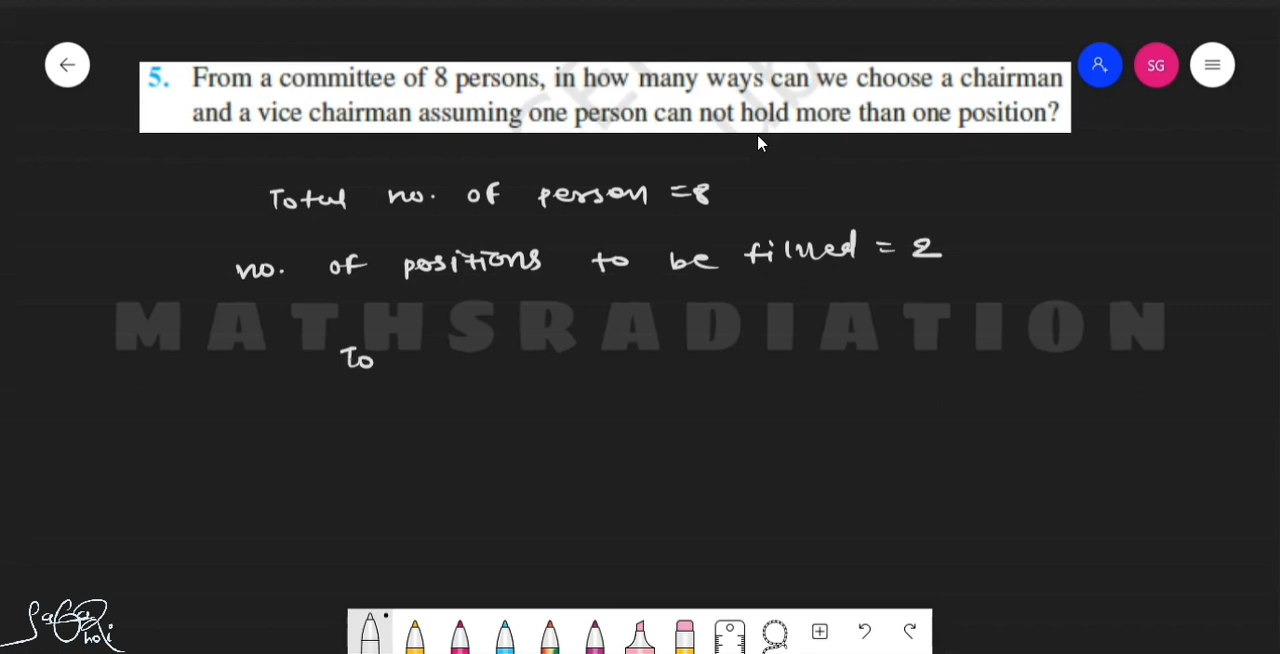 SG
5. From a committee of 8 persons, in how many ways can we choose a chairman
and a vice chairman assuming one person can not hold more than one position?
Total no. of person = 8
no. of positions to be filled = 2
MATHSRADIATION
To